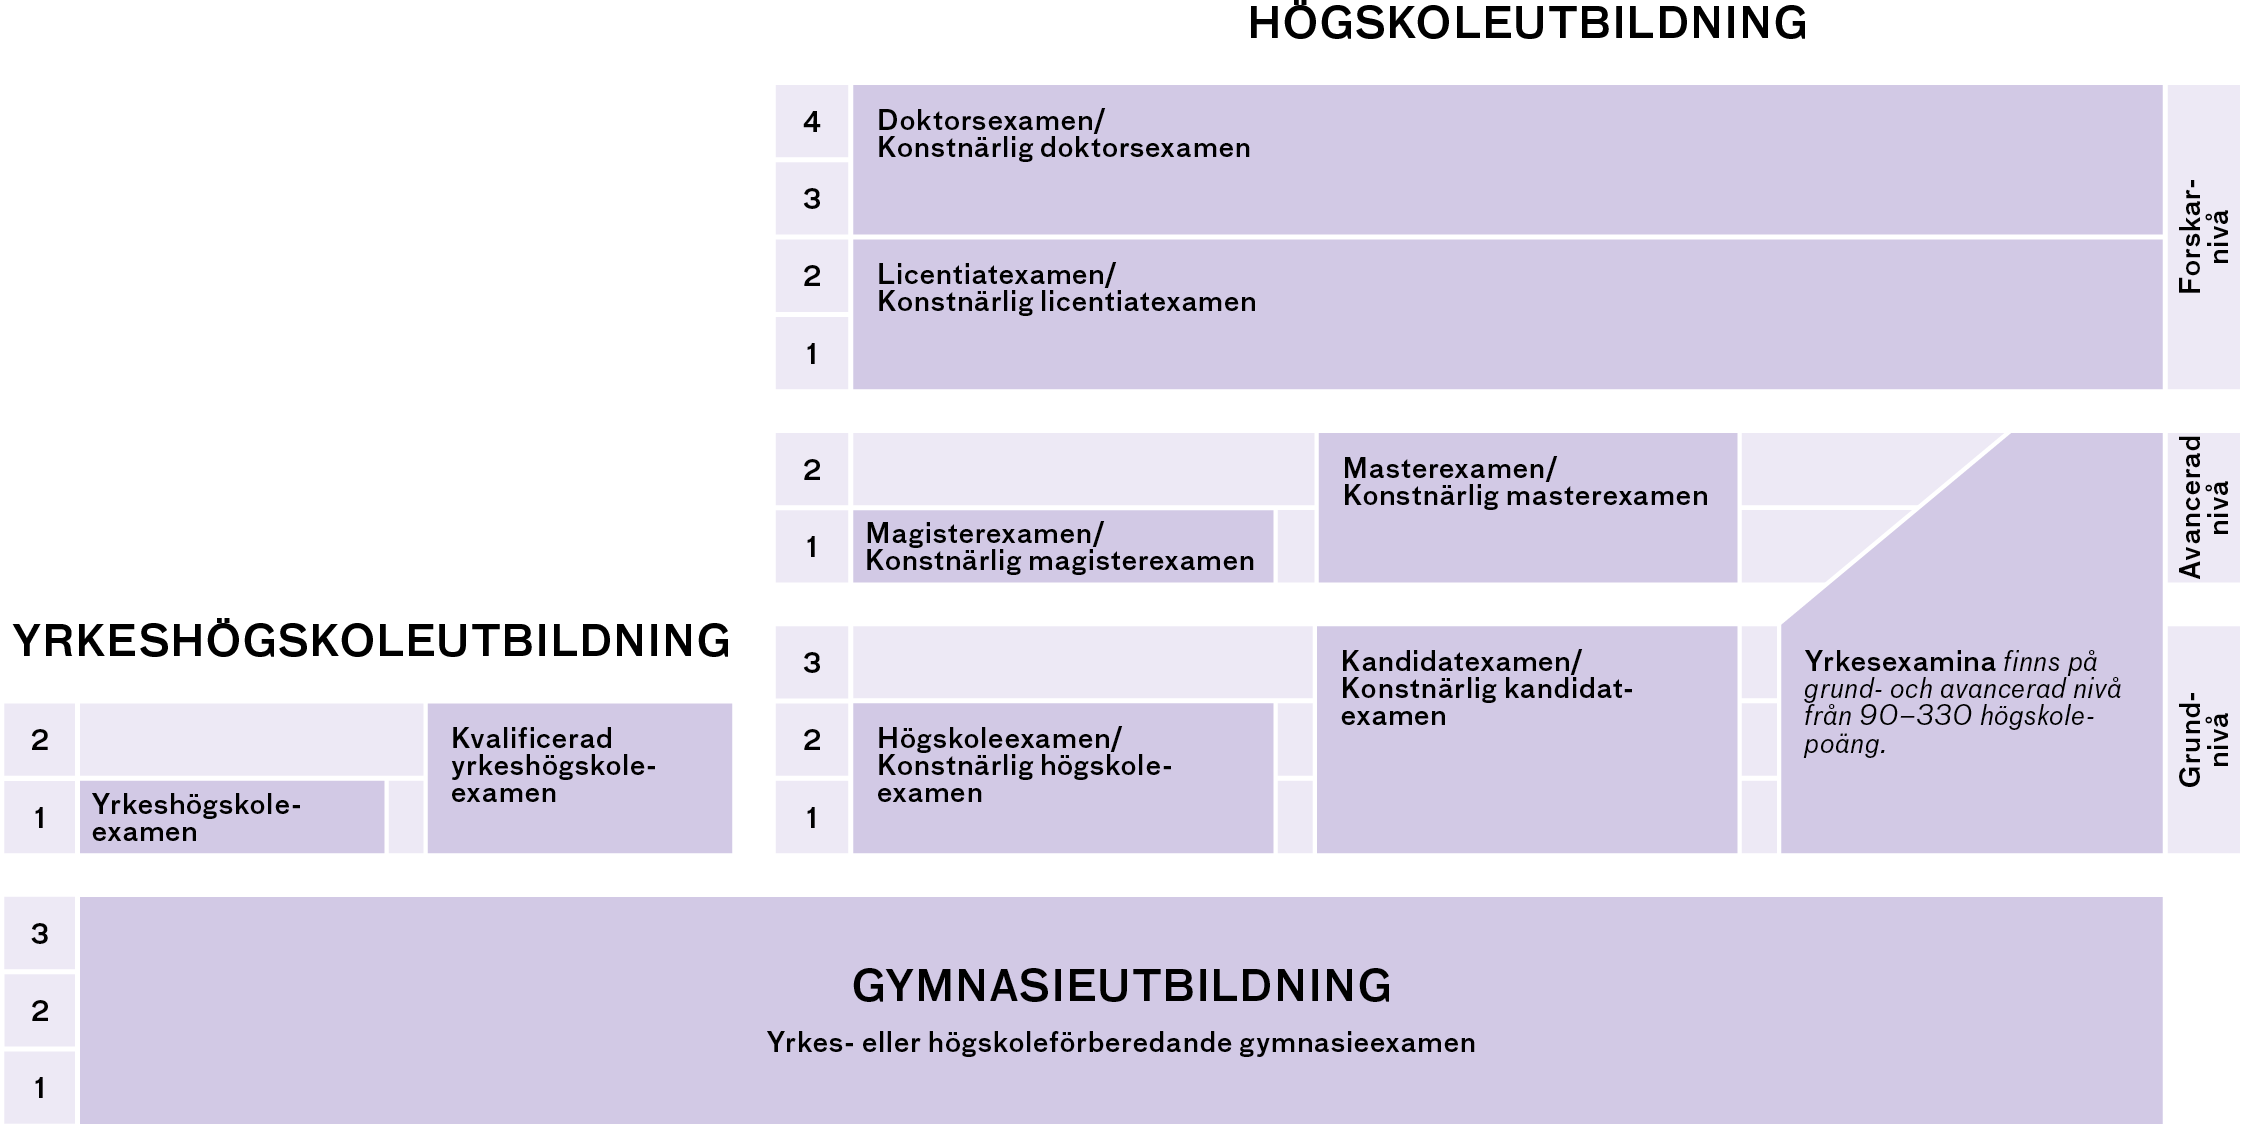 HÖGSKOLEUTBILDNING
4
3
2
1
Doktorsexamen/
Konstnärlig doktorsexamen
Licentiatexamen/
Konstnärlig licentiatexamen
Forskar-
nivå
2
1
Magisterexamen/
Konstnärlig magisterexamen
Masterexamen/
Konstnärlig masterexamen
Avancerad
nivå
3
2
1
Högskoleexamen/
Konstnärlig högskole-
examen
Kandidatexamen/
Konstnärlig kandidat-
examen
Yrkesexamina finns på
grund- och avancerad nivå
från 90–330 högskole-
poäng.
Grund-
nivå
YRKESHÖGSKOLEUTBILDNING
2
1
Yrkeshögskole-
examen
Kvalificerad
yrkeshögskole-
examen
3
2
1
GYMNASIEUTBILDNING
Yrkes- eller högskoleförberedande gymnasieexamen